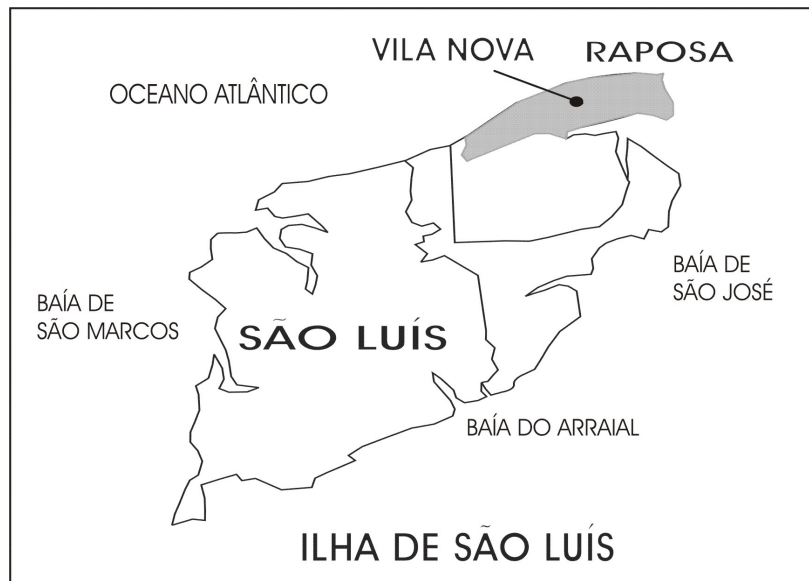 VILA NOVA
RAPOSA
OCEANO ATLÂNTICO
BAÍA DE
SÃO JOSÉ
BAÍA DE
SÃO MARCOS
SÃO LUÍS
BAÍA DO ARRAIAL
ILHA DE SÃO LUÍS